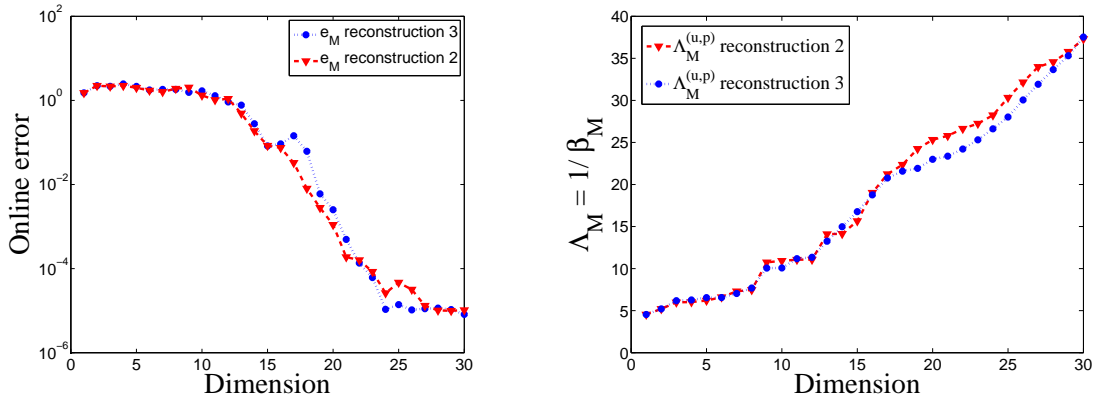 10^2
10^0
10^−2
10^−4
10^−6
0 5 10 15 20 25 30
Online error
Dimension
e_M reconstruction 3
e_M reconstruction 2
40
35
30
25
20
15
10
5
0
0 5 10 15 20 25 30
Λ_M = 1/ β_M
Dimension
Λ_M^(u,p) reconstruction 2
Λ_M^(u,p) reconstruction 3